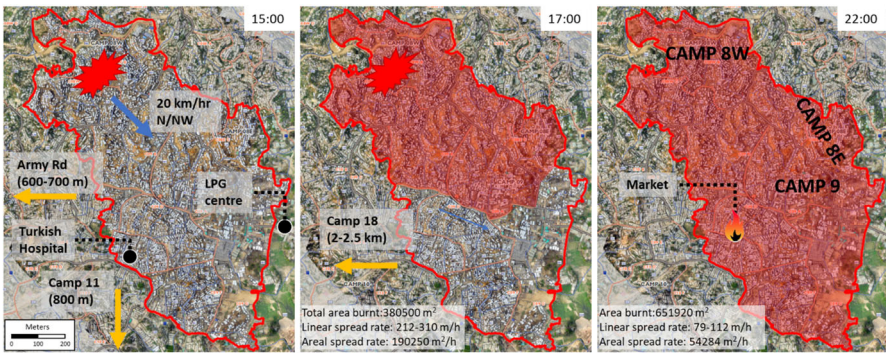 15:00
CAMP 08W
20 km/hr
N/NW
Army Rd
(600-700 m)
LPG
centre
Turkish
Hospital
Camp 11
(800 m)
Meters
0 100 200
17:00
Camp 18
(2-2.5 km)
Total area burnt:380500 m²
Linear spread rate: 212-310 m/h
Areal spread rate: 190250 m²/h
22:00
CAMP 8W
CAMP 8E
CAMP 9
Market
Area burnt:651920 m²
Linear spread rate: 79-112 m/h
Areal spread rate: 54284 m²/h